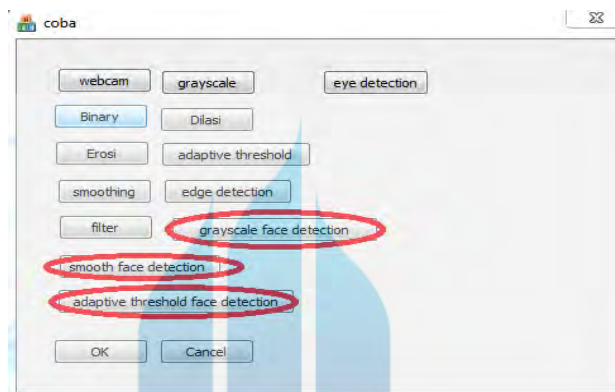 coba
webcam grayscale eye detection
Binary Dilasi
Erosi adaptive threshold
smoothing edge detection
filter grayscale face detection
smooth face detection
adaptive threshold face detection
OK Cancel